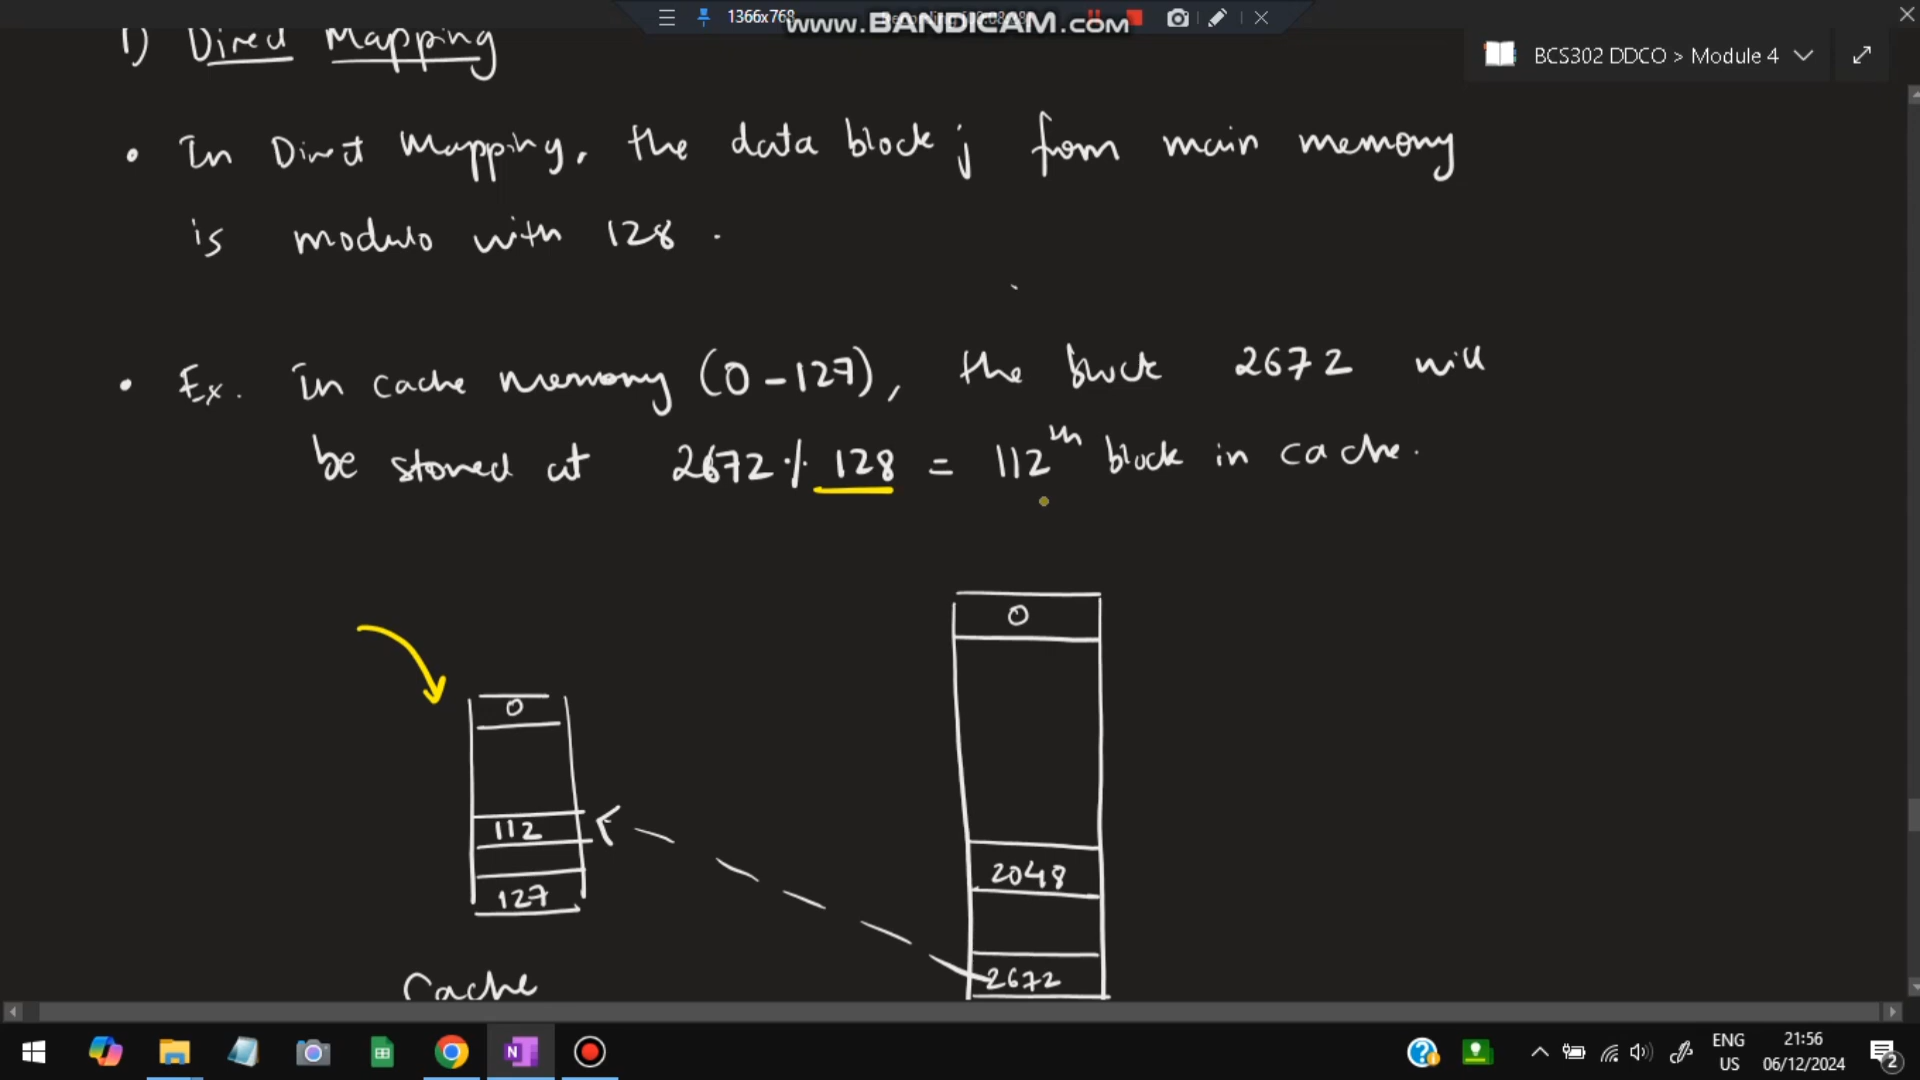 1366x768
www.BANDICAM.com
1) Direct Mapping
BCS302 DDCO > Module 4
• In Direct Mapping, the data block j from main memory
is modulo with 128.
• Ex. In cache memory (0-127), the block 2672 will
be stored at 2672 % 128 = 112th block in cache.
0
0
112
2048
127
2672
Cache
ENG
US
21:56
06/12/2024
2